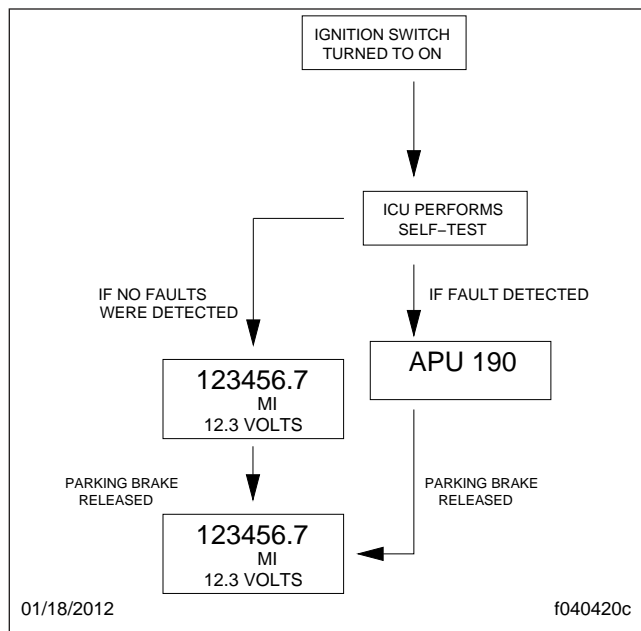 IGNITION SWITCH
TURNED TO ON
ICU PERFORMS
SELF−TEST
IF NO FAULTS
WERE DETECTED
IF FAULT DETECTED
123456.7
MI
12.3 VOLTS
APU 190
PARKING BRAKE
RELEASED
PARKING BRAKE
RELEASED
123456.7
MI
12.3 VOLTS
01/18/2012
f040420c